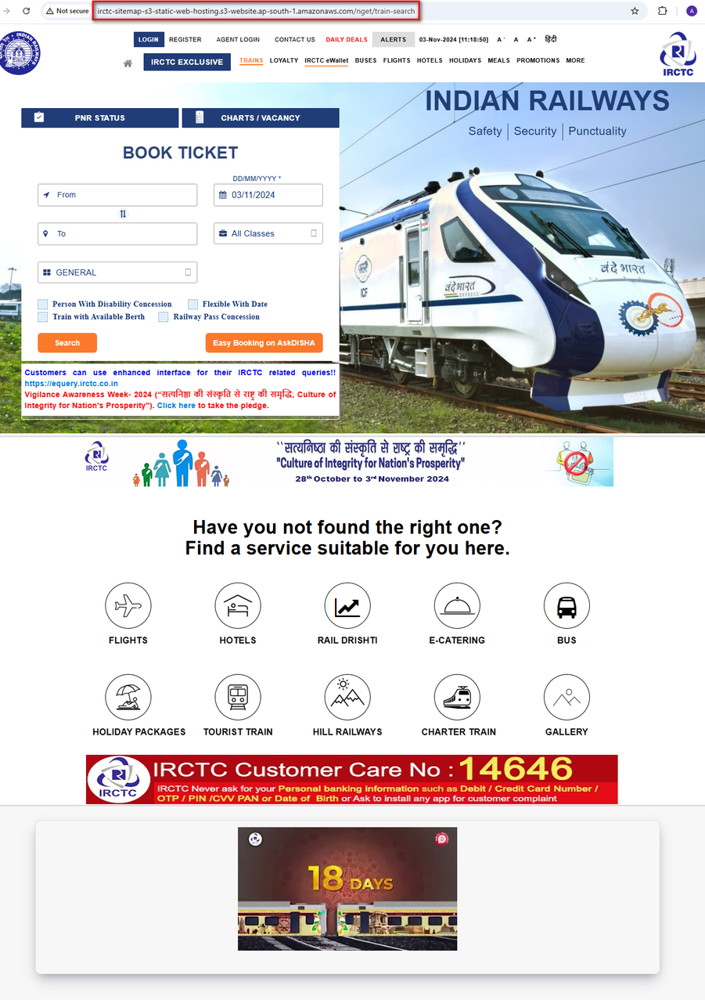 Not secure
irctc-sitemap-s3-static-web-hosting.s3-website.ap-south-1.amazonaws.com/nget/train-search
A
INDIAN RAILWAYS
LOGIN REGISTER AGENT LOGIN CONTACT US DAILY DEALS ALERTS 03-Nov-2024 [11:18:50] A- A A+ हिंदी
IRCTC EXCLUSIVE TRAINS LOYALTY IRCTC eWallet BUSES FLIGHTS HOTELS HOLIDAYS MEALS PROMOTIONS MORE
IRCTC
INDIAN RAILWAYS
Safety | Security | Punctuality
PNR STATUS
CHARTS / VACANCY
BOOK TICKET
DD/MM/YYYY *
From
03/11/2024
To
All Classes
GENERAL
Person With Disability Concession
Flexible With Date
Train with Available Berth
Railway Pass Concession
Search
Easy Booking on AskDISHA
वंदे भारत
ICF
वंदे भारत
EXPRESS
Customers can use enhanced interface for their IRCTC related queries!!
https://equery.irctc.co.in
Vigilance Awareness Week- 2024 (“सत्यनिष्ठा की संस्कृति से राष्ट्र की समृद्धि, Culture of
Integrity for Nation's Prosperity"). Click here to take the pledge.
IRCTC
``सत्यनिष्ठा की संस्कृति से राष्ट्र की समृद्धि´´
"Culture of Integrity for Nation's Prosperity"
28th October to 3rd November 2024
Have you not found the right one?
Find a service suitable for you here.
FLIGHTS
HOTELS
RAIL DRISHTI
E-CATERING
BUS
HOLIDAY PACKAGES
TOURIST TRAIN
HILL RAILWAYS
CHARTER TRAIN
GALLERY
IRCTC
IRCTC Customer Care No : 14646
IRCTC Never ask for your Personal banking information such as Debit / Credit Card Number /
OTP / PIN /CVV PAN or Date of Birth or Ask to install any app for customer complaint
18 DAYS